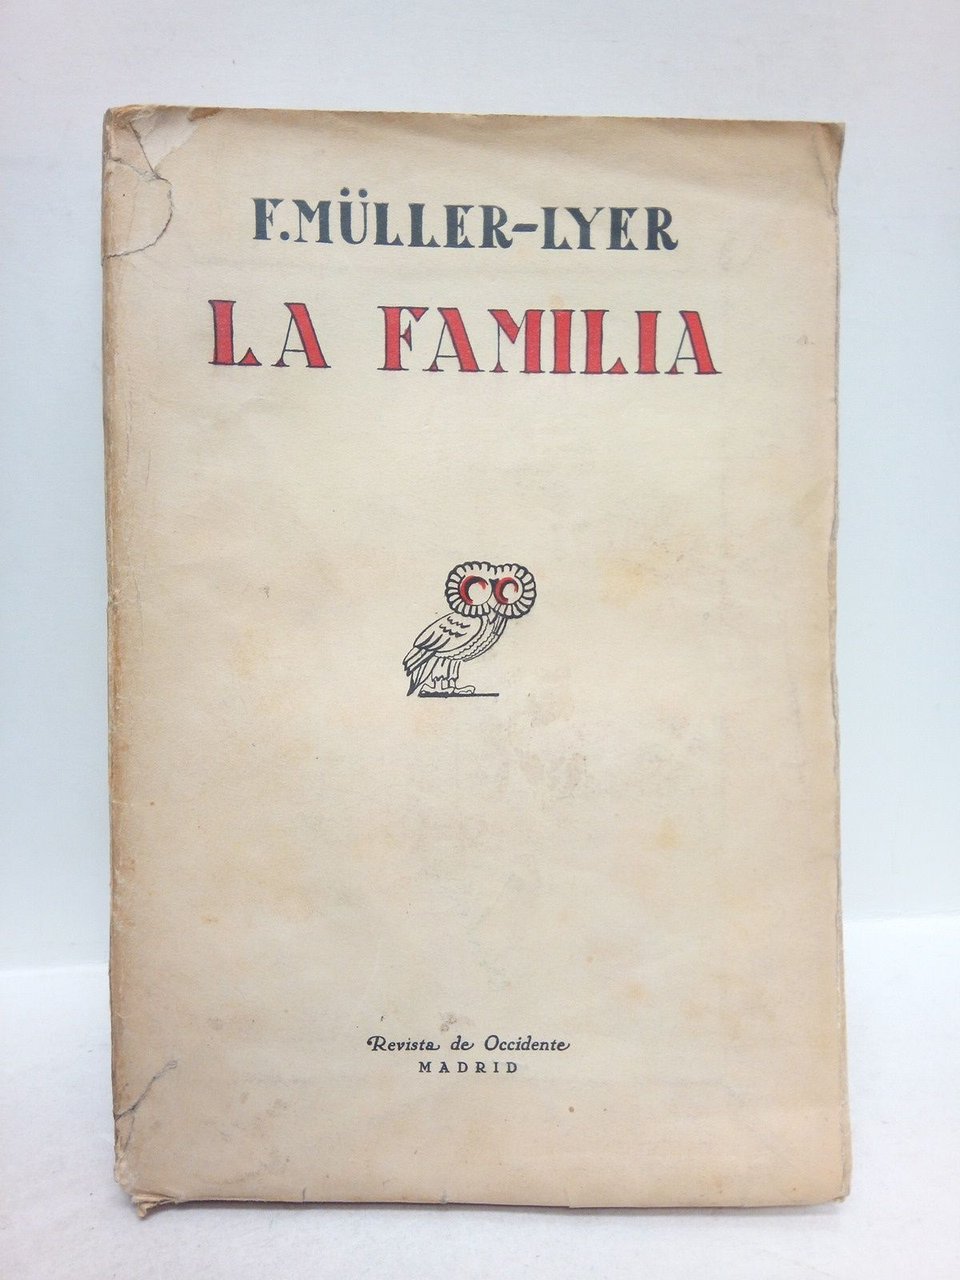 F. MÜLLER-LYER
LA FAMILIA
Revista de Occidente
MADRID